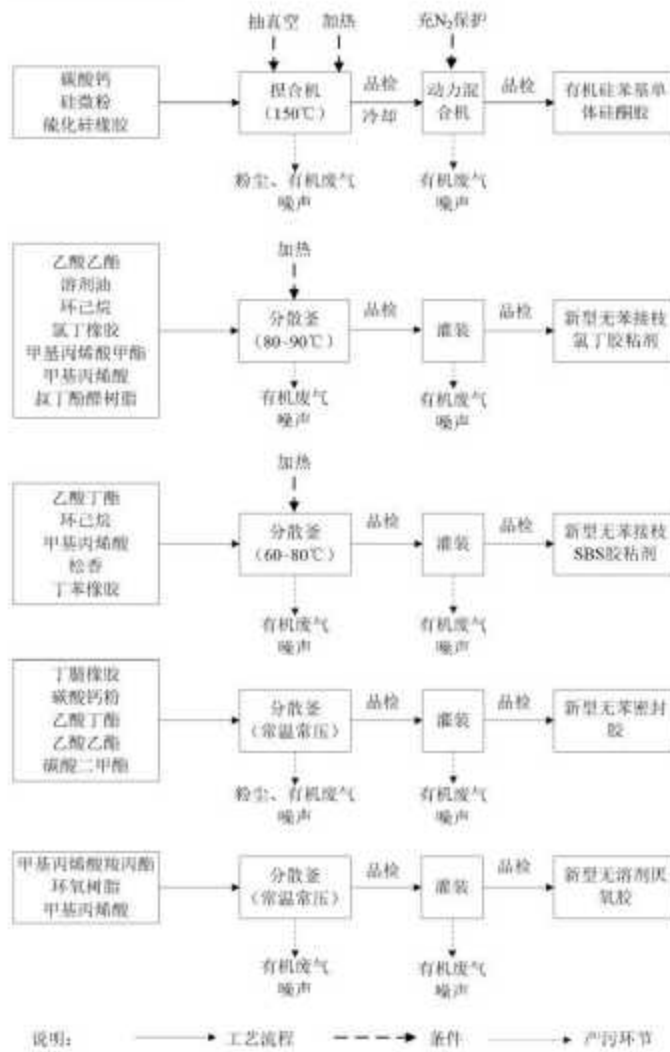 抽真空 加热 充N₂保护
碳酸钙
硅微粉
硫化硅橡胶
捏合机
(150℃)
品检
冷却
动力混
合机
品检
有机硅苯基单
体硅酮胶
粉尘、有机废气
噪声
有机废气
噪声
乙酸乙酯
溶剂油
环己烷
氯丁橡胶
甲基丙烯酸甲酯
甲基丙烯酸
叔丁酚醛树脂
加热
分散釜
(80~90℃)
品检
灌装
品检
新型无苯接枝
氯丁胶粘剂
有机废气
噪声
有机废气
噪声
乙酸丁酯
环己烷
甲基丙烯酸
松香
丁苯橡胶
加热
分散釜
(60~80℃)
品检
灌装
品检
新型无苯接枝
SBS胶粘剂
有机废气
噪声
有机废气
噪声
丁腈橡胶
碳酸钙粉
乙酸丁酯
乙酸乙酯
碳酸二甲酯
分散釜
(常温常压)
品检
灌装
品检
新型无苯密封
胶
粉尘、有机废气
噪声
有机废气
噪声
甲基丙烯酸羧丙酯
环氧树脂
甲基丙烯酸
分散釜
(常温常压)
品检
灌装
品检
新型无溶剂厌
氧胶
有机废气
噪声
有机废气
噪声
说明: 工艺流程 条件 产污环节